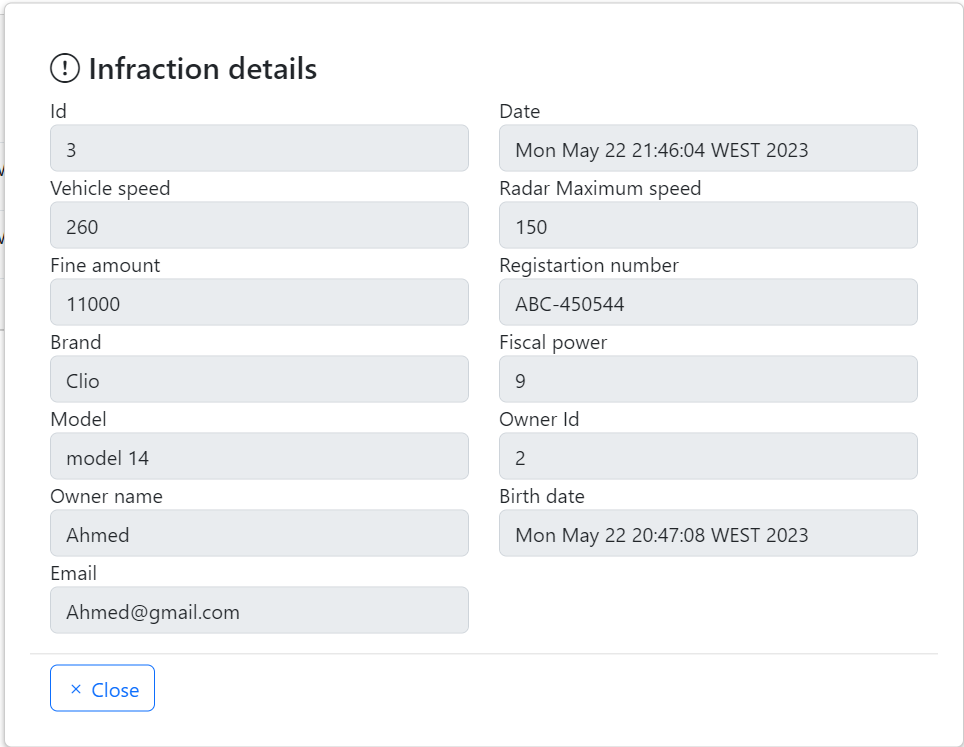 Infraction details
Id
Date
3
Mon May 22 21:46:04 WEST 2023
Vehicle speed
Radar Maximum speed
260
150
Fine amount
Registartion number
11000
ABC-450544
Brand
Fiscal power
Clio
9
Model
Owner Id
model 14
2
Owner name
Birth date
Ahmed
Mon May 22 20:47:08 WEST 2023
Email
Ahmed@gmail.com
× Close